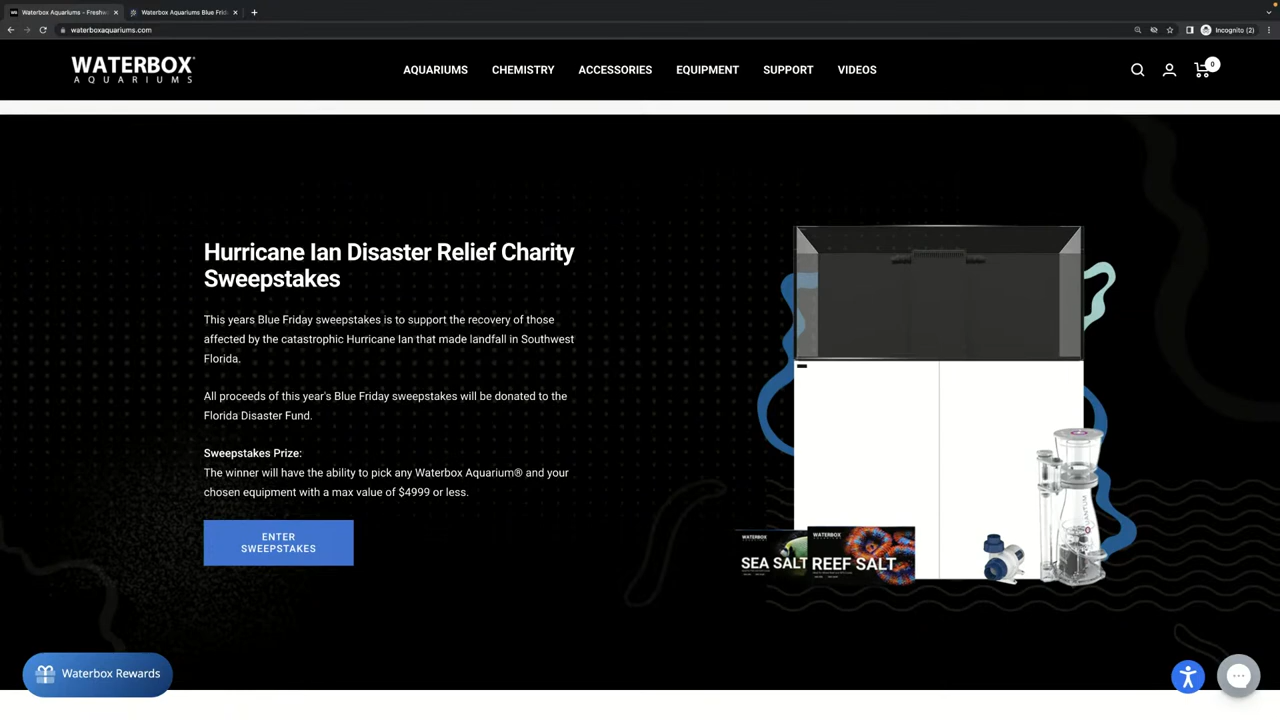 Waterbox Aquariums - Freshw
Waterbox Aquariums Blue Frid
waterboxaquariums.com
Incognito (2)
WATERBOX
AQUARIUMS
AQUARIUMS
CHEMISTRY
ACCESSORIES
EQUIPMENT
SUPPORT
VIDEOS
0
Hurricane Ian Disaster Relief Charity
Sweepstakes
This years Blue Friday sweepstakes is to support the recovery of those
affected by the catastrophic Hurricane Ian that made landfall in Southwest
Florida.
All proceeds of this year's Blue Friday sweepstakes will be donated to the
Florida Disaster Fund.
Sweepstakes Prize:
The winner will have the ability to pick any Waterbox Aquarium® and your
chosen equipment with a max value of $4999 or less.
ENTER
SWEEPSTAKES
WATERBOX
SEA SALT
WATERBOX
REEF SALT
QUANTUM
Waterbox Rewards